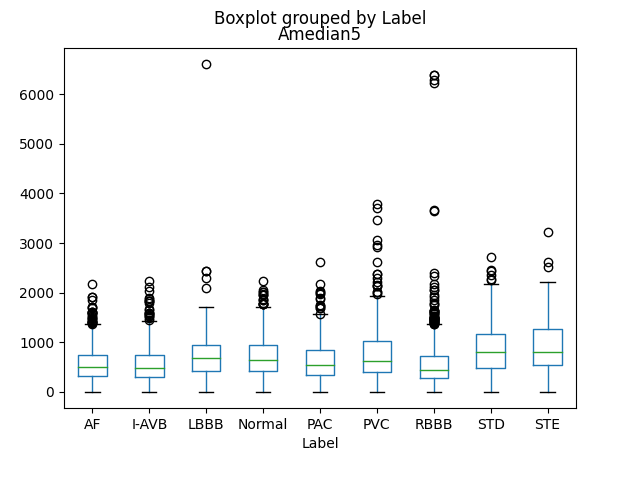 Boxplot grouped by Label
Amedian5
6000
5000
4000
3000
2000
1000
0
AF I-AVB LBBB Normal PAC PVC RBBB STD STE
Label